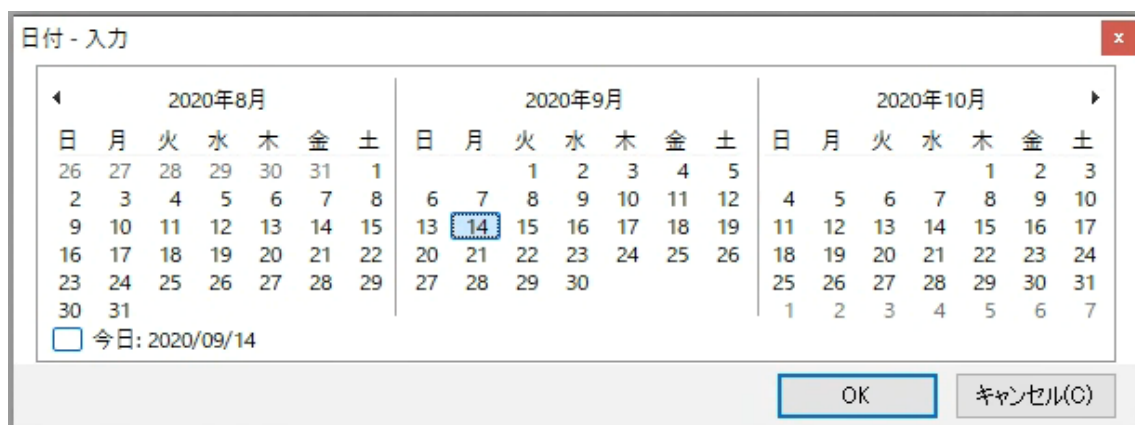 日付 - 入力
x
2020年8月 2020年9月 2020年10月
日 月 火 水 木 金 土 日 月 火 水 木 金 土 日 月 火 水 木 金 土
26 27 28 29 30 31 1 1 2 3 4 5 1 2 3
2 3 4 5 6 7 8 6 7 8 9 10 11 12 4 5 6 7 8 9 10
9 10 11 12 13 14 15 13 14 15 16 17 18 19 11 12 13 14 15 16 17
16 17 18 19 20 21 22 20 21 22 23 24 25 26 18 19 20 21 22 23 24
23 24 25 26 27 28 29 27 28 29 30 25 26 27 28 29 30 31
30 31 1 2 3 4 5 6 7
今日: 2020/09/14
OK キャンセル(C)